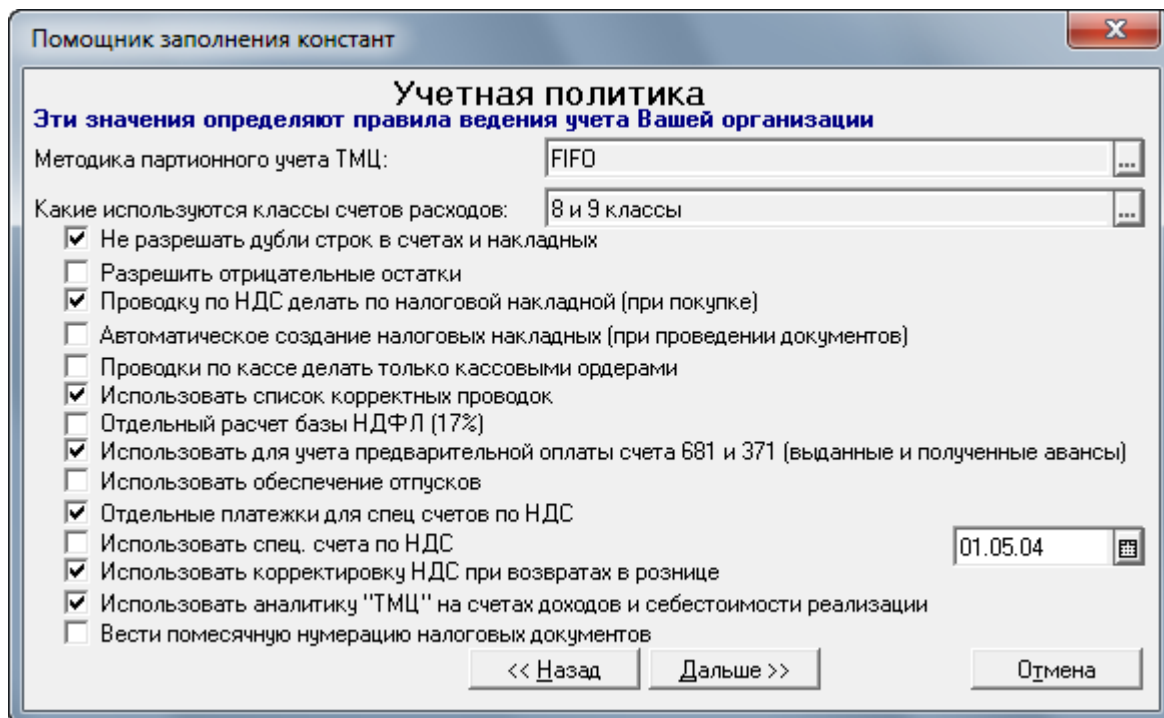 Помощник заполнения констант
Учетная политика
Эти значения определяют правила ведения учета Вашей организации
Методика партионного учета ТМЦ: FIFO ...
Какие используются классы счетов расходов: 8 и 9 классы ...
Не разрешать дубли строк в счетах и накладных
Разрешить отрицательные остатки
Проводку по НДС делать по налоговой накладной (при покупке)
Автоматическое создание налоговых накладных (при проведении документов)
Проводки по кассе делать только кассовыми ордерами
Использовать список корректных проводок
Отдельный расчет базы НДФЛ (17%)
Использовать для учета предварительной оплаты счета 681 и 371 (выданные и полученные авансы)
Использовать обеспечение отпусков
Отдельные платежки для спец счетов по НДС
Использовать спец. счета по НДС 01.05.04
Использовать корректировку НДС при возвратах в рознице
Использовать аналитику "ТМЦ" на счетах доходов и себестоимости реализации
Вести помесячную нумерацию налоговых документов
<< Назад Дальше >> Отмена